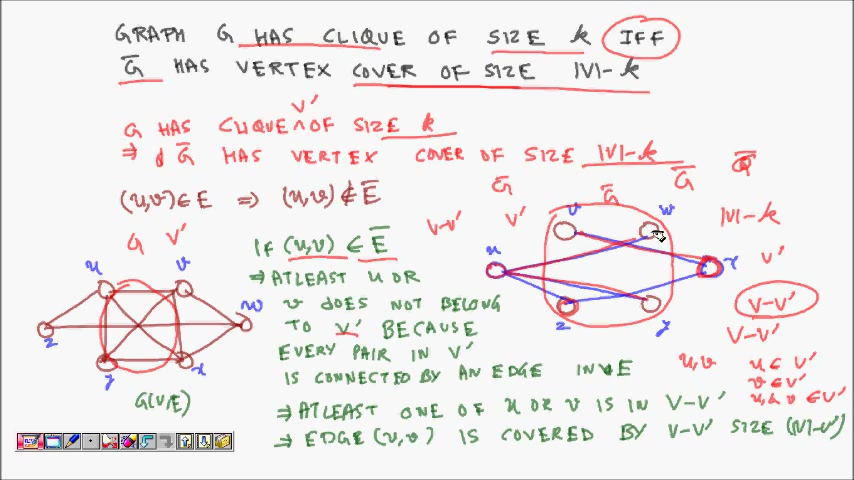 GRAPH G HAS CLIQUE OF SIZE k IFF
G̅ HAS VERTEX COVER OF SIZE |V|-k
V'
G HAS CLIQUE ^ OF SIZE k
⇒ G̅ HAS VERTEX COVER OF SIZE |V|-k
(u,v)∈E ⇒ (u,v)∉E̅
G V'
u v
z w
y x
G(V,E)
IF (u,v) ∈ E̅
⇒ ATLEAST u OR
v DOES NOT BELONG
TO V' BECAUSE
EVERY PAIR IN V'
IS CONNECTED BY AN EDGE IN E
⇒ ATLEAST ONE OF u OR v IS IN V-V'
⇒ EDGE (u,v) IS COVERED BY V-V' SIZE (|V|-V')
G̅ G̅ G̅
V-V' V'
v w
u x
z y
|V|-k
V'
V-V'
V-V'
u,v u∈V'
v∈V'
u,& v ∈V'